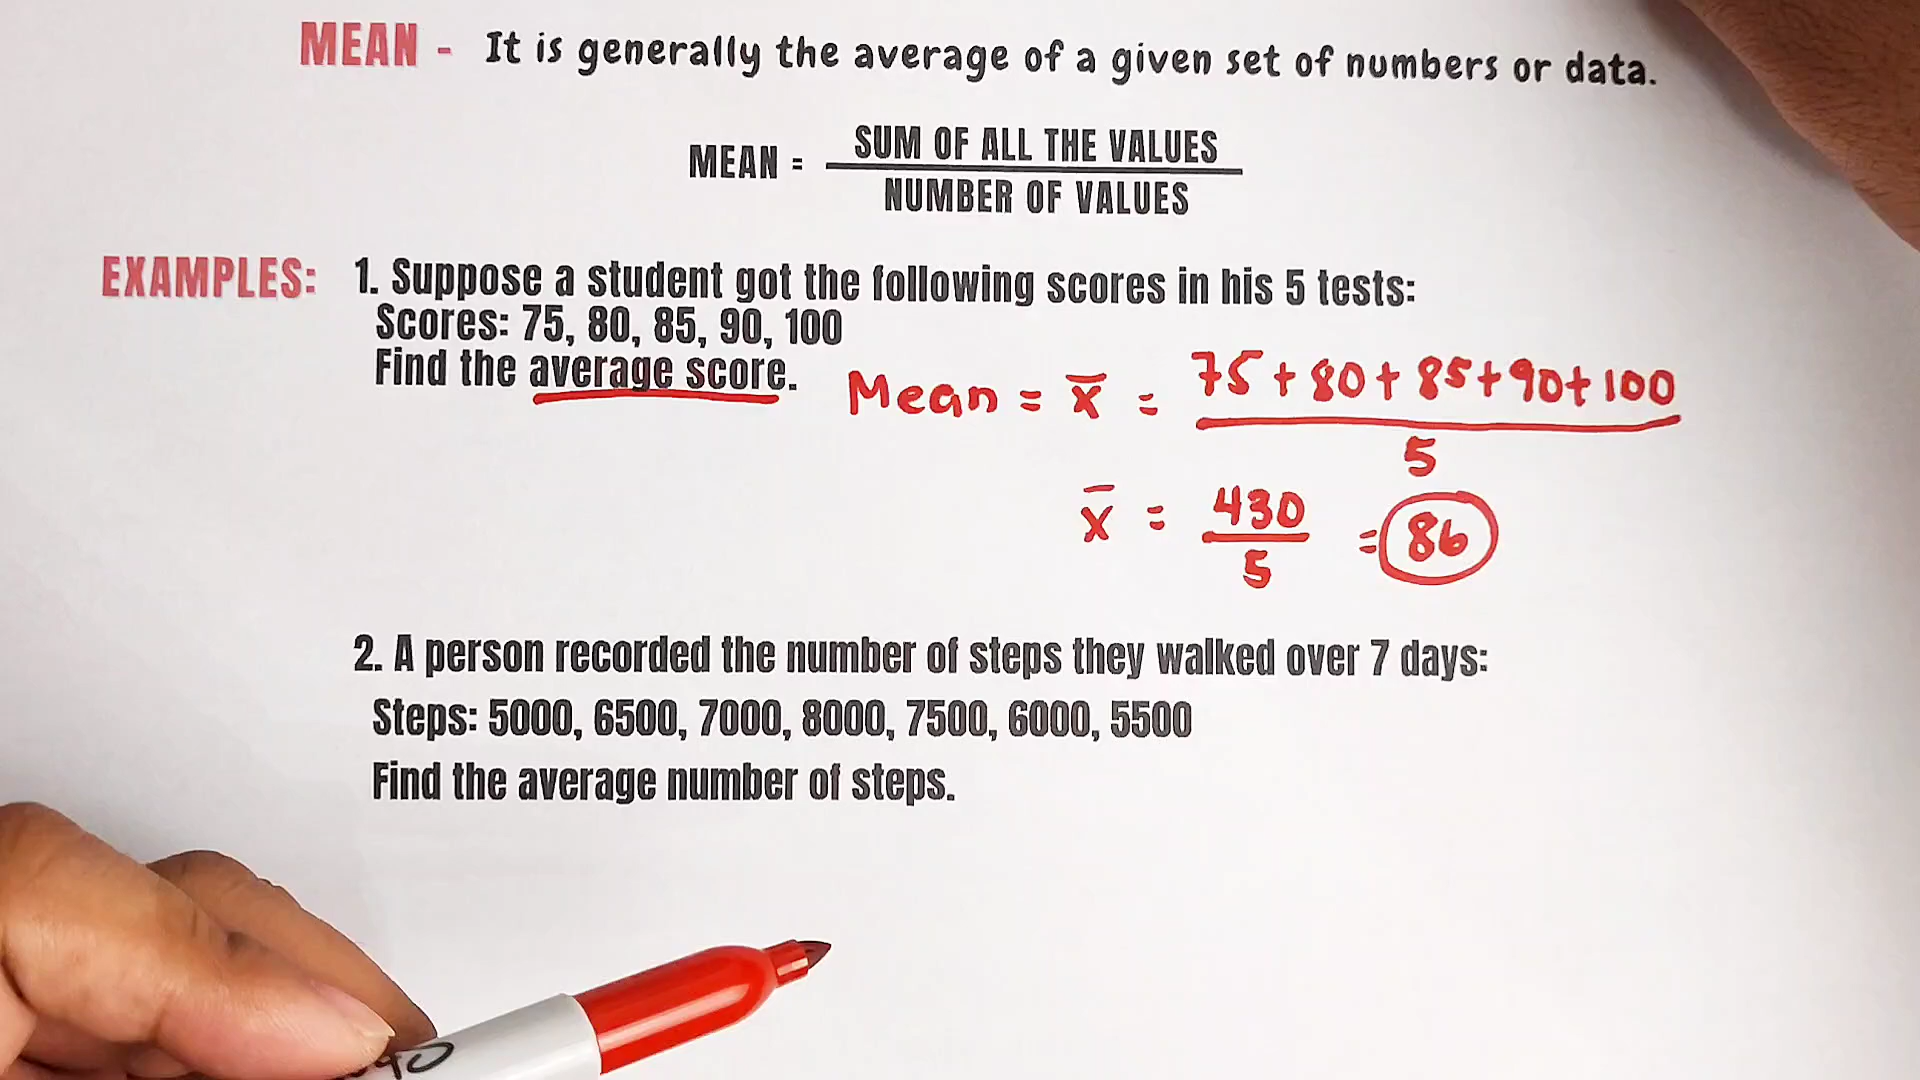 MEAN - It is generally the average of a given set of numbers or data.
MEAN = SUM OF ALL THE VALUES
NUMBER OF VALUES
EXAMPLES: 1. Suppose a student got the following scores in his 5 tests:
Scores: 75, 80, 85, 90, 100
Find the average score.
Mean = x̄ = 75+80+85+90+100
5
x̄ = 430
5
= 86
2. A person recorded the number of steps they walked over 7 days:
Steps: 5000, 6500, 7000, 8000, 7500, 6000, 5500
Find the average number of steps.